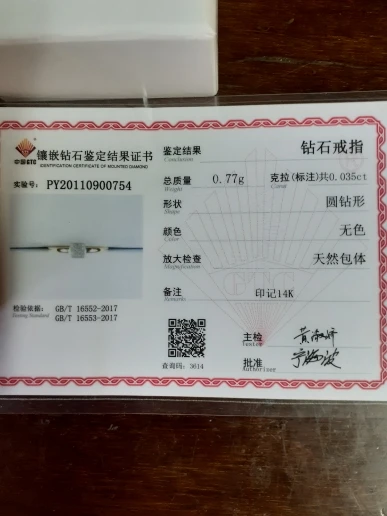 中国CTC
镶嵌钻石鉴定结果证书
IDENTIFICATION CERTIFICATE OF MOUNTED DIAMOND
实验号: PY20110900754
检验依据: GB/T 16552-2017
Testing Standard GB/T 16553-2017
鉴定结果 钻石戒指
Conclusion
总质量 0.77g 克拉(标注) 共0.035ct
Weight Carat
形状 圆钻形
Shape
颜色 无色
Color
放大检查 天然包体
Magnification
备注 印记14K
Remarks
查询码: 3614
主检
Tester
批准
Authorizer